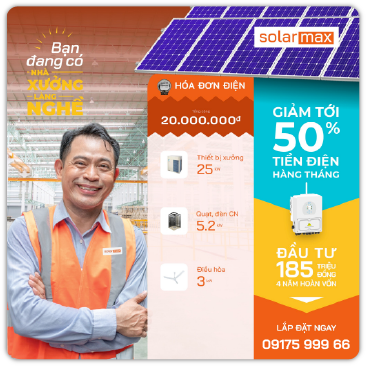 Bạn
đang có
NHÀ
XƯỞNG
LÀNG
NGHỀ
solarmax
HÓA ĐƠN ĐIỆN
20.000.000đ
Thiết bị xưởng
25
Quạt, đèn CN
5.2
Điều hòa
3
GIẢM TỚI
50%
TIỀN ĐIỆN
HÀNG THÁNG
ĐẦU TƯ
185 TRIỆU
ĐỒNG
4 NĂM HOÀN VỐN
LẮP ĐẶT NGAY
09175 999 66